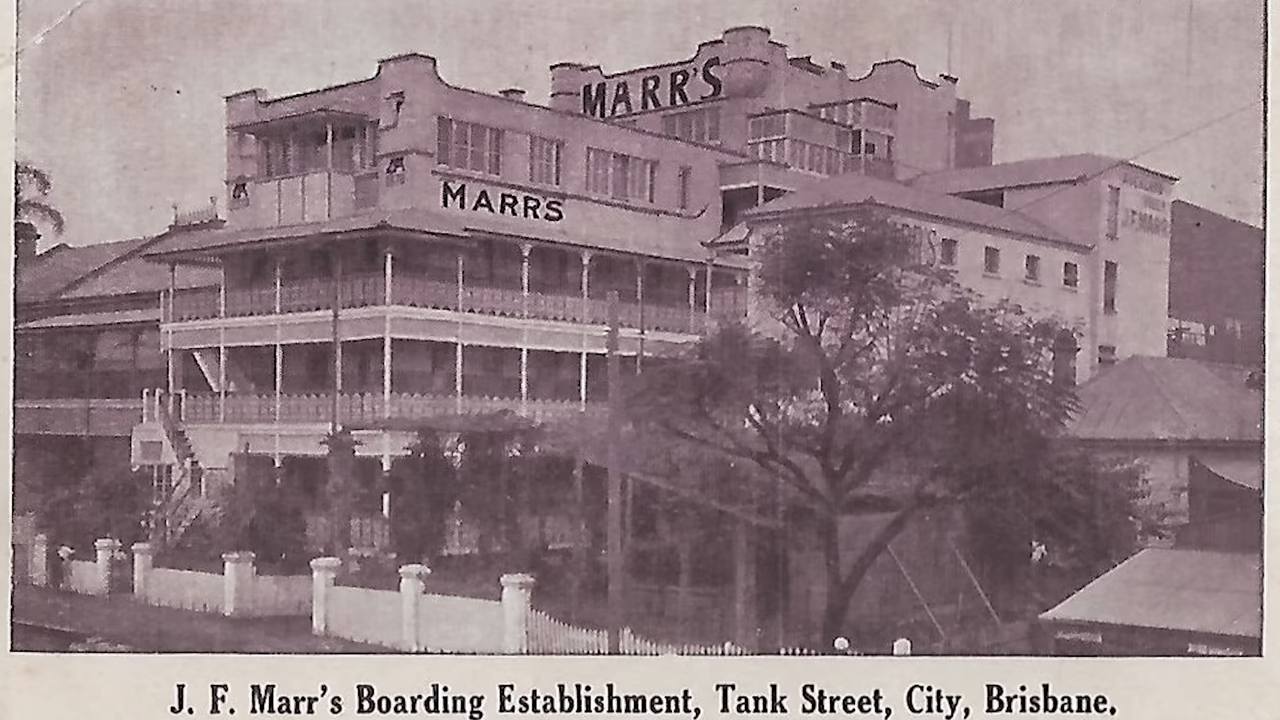 MARR'S
MARRS
J. F. Marr's Boarding Establishment, Tank Street, City, Brisbane.